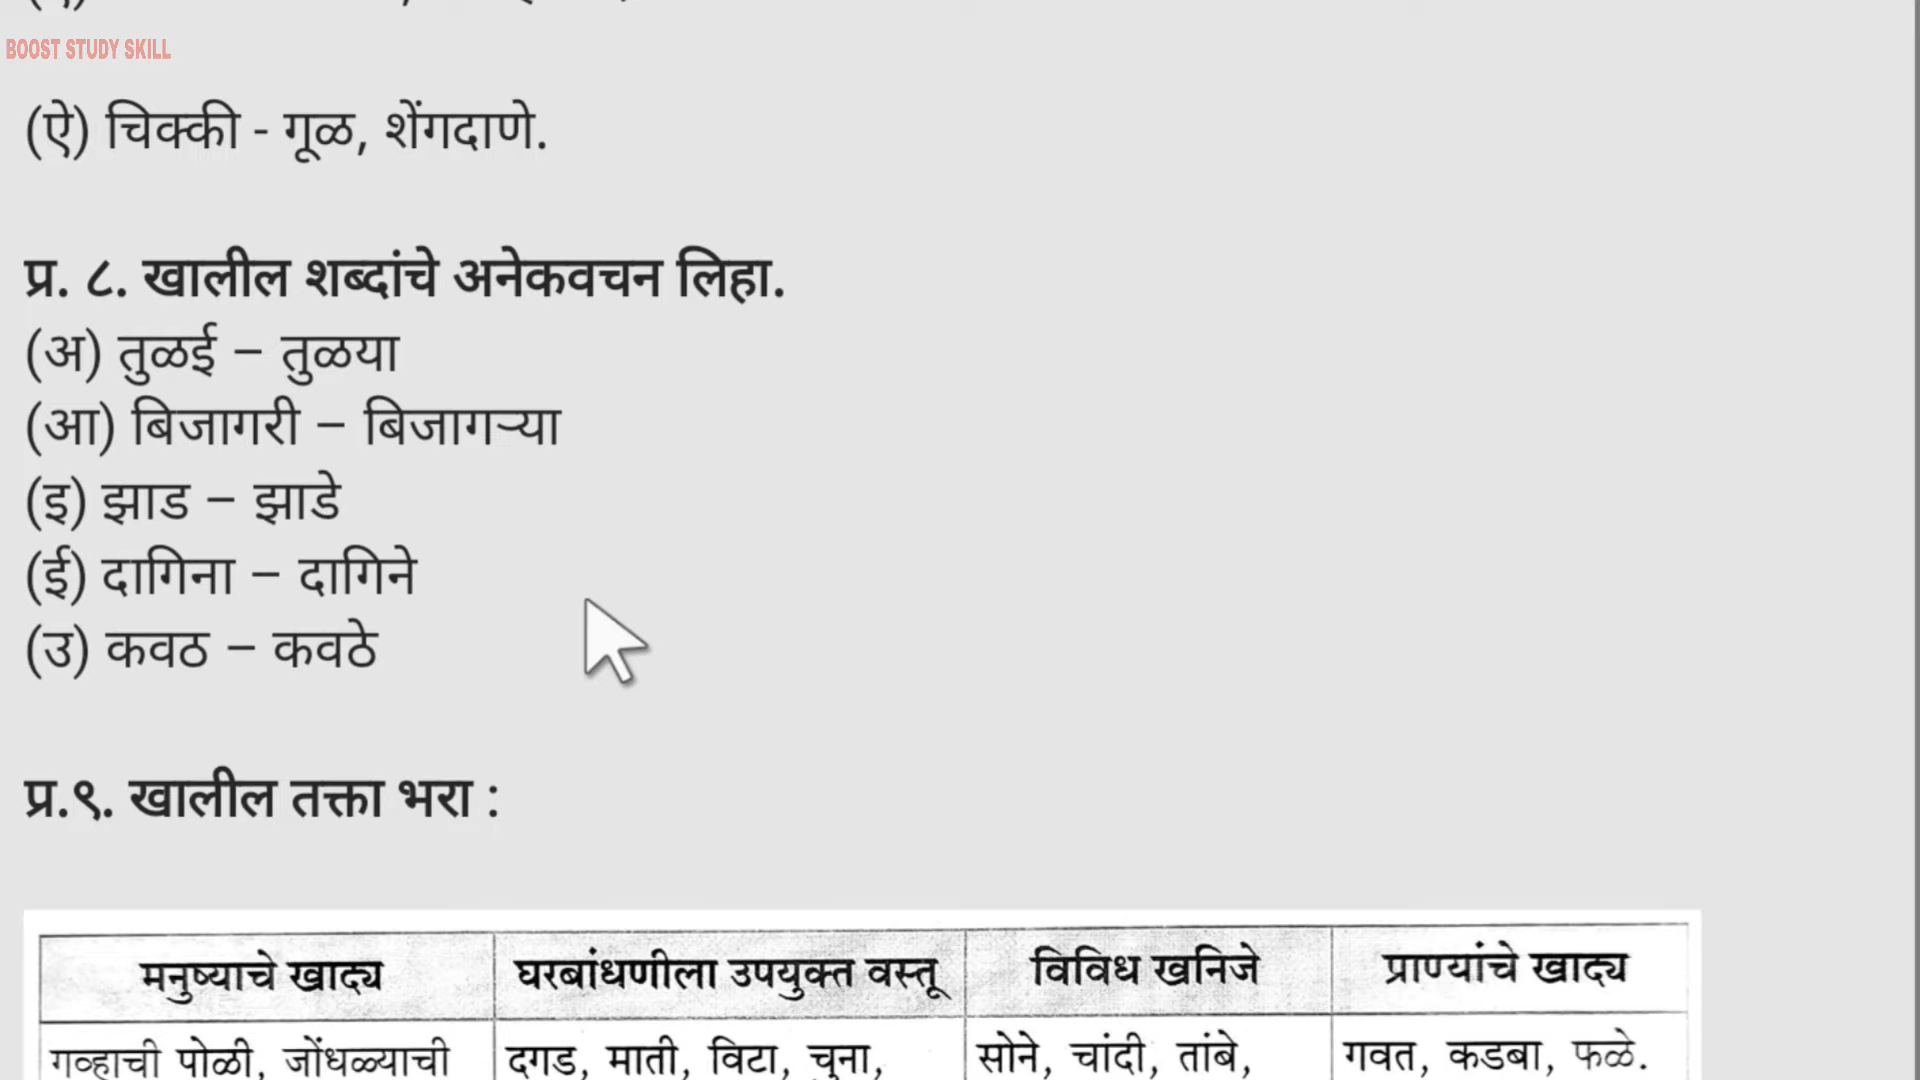 BOOST STUDY SKILL
(ऐ) चिक्की - गूळ, शेंगदाणे.
प्र. ८. खालील शब्दांचे अनेकवचन लिहा.
(अ) तुळई – तुळया
(आ) बिजागरी – बिजागऱ्या
(इ) झाड – झाडे
(ई) दागिना – दागिने
(उ) कवठ – कवठे
प्र.९. खालील तक्ता भरा :
मनुष्याचे खाद्य घरबांधणीला उपयुक्त वस्तू विविध खनिजे प्राण्यांचे खाद्य
गव्हाची पोळी, जोंधळ्याची दगड, माती, विटा, चुना, सोने, चांदी, तांबे, गवत, कडबा, फळे.